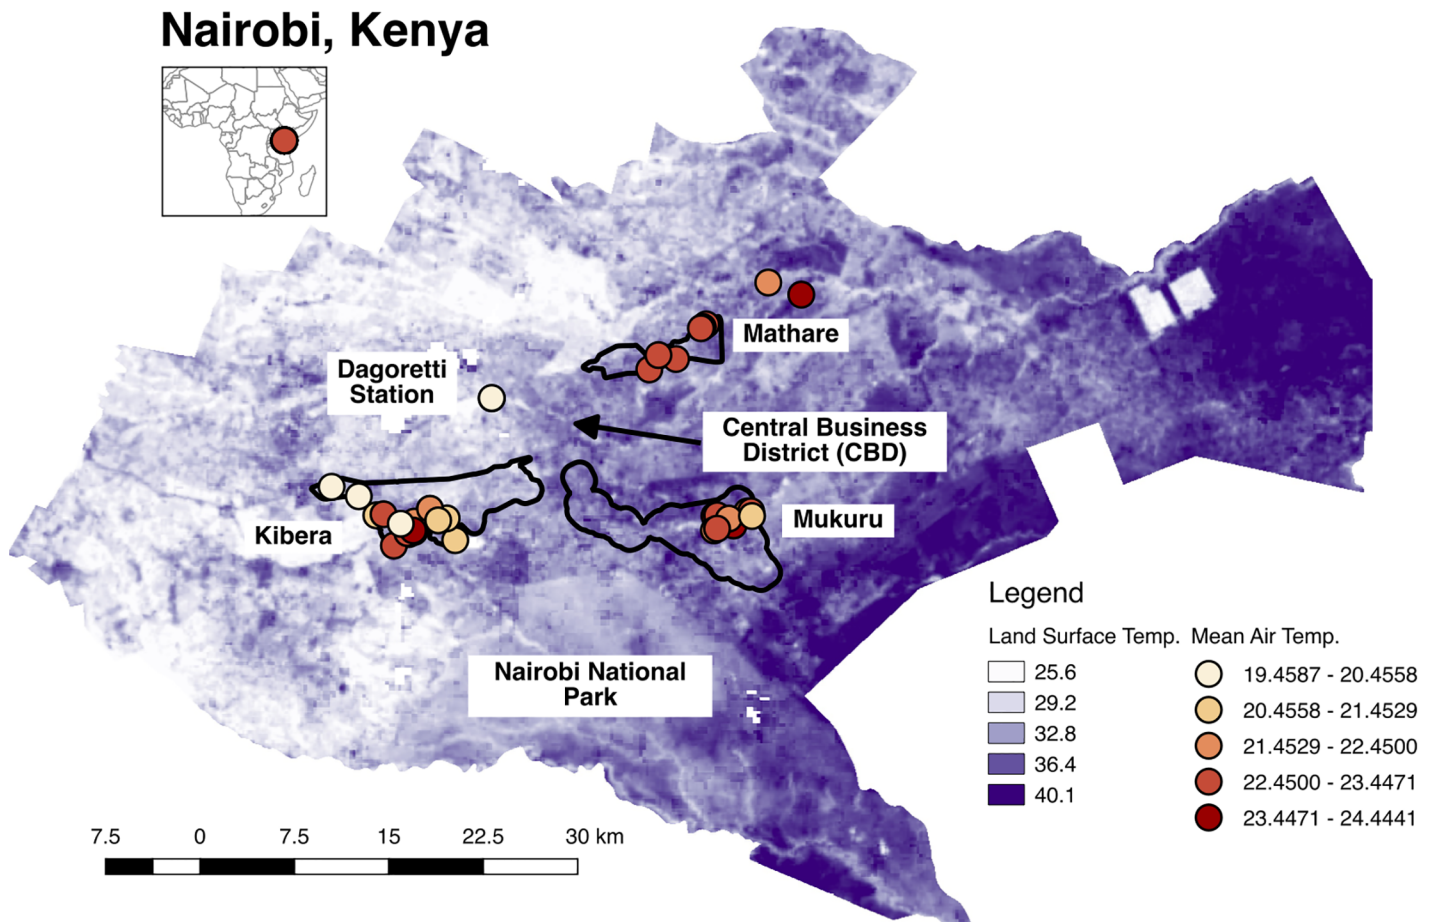 Nairobi, Kenya
Mathare
Dagoretti
Station
Central Business
District (CBD)
Kibera
Mukuru
Nairobi National
Park
Legend
Land Surface Temp.
25.6
29.2
32.8
36.4
40.1
Mean Air Temp.
19.4587 - 20.4558
20.4558 - 21.4529
21.4529 - 22.4500
22.4500 - 23.4471
23.4471 - 24.4441
7.5 0 7.5 15 22.5 30 km